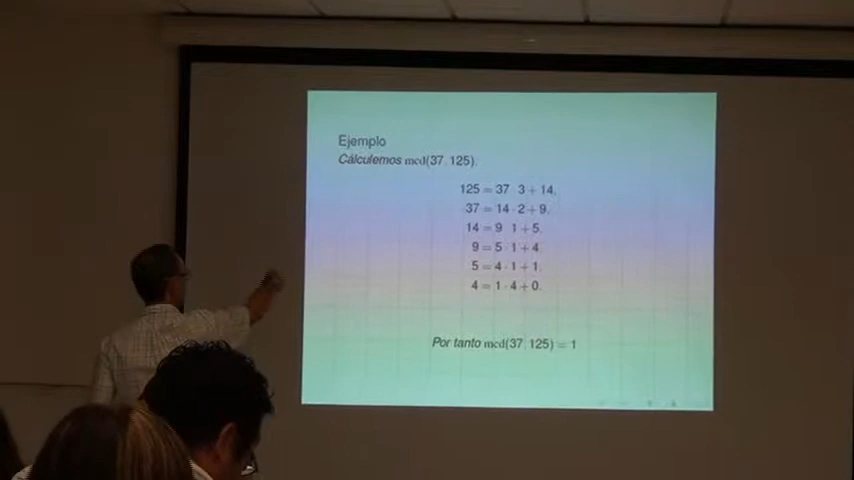 Ejemplo
Cálculemos mcd(37, 125).
125 = 37 · 3 + 14,
37 = 14 · 2 + 9,
14 = 9 · 1 + 5,
9 = 5 · 1 + 4,
5 = 4 · 1 + 1,
4 = 1 · 4 + 0.
Por tanto mcd(37, 125) = 1